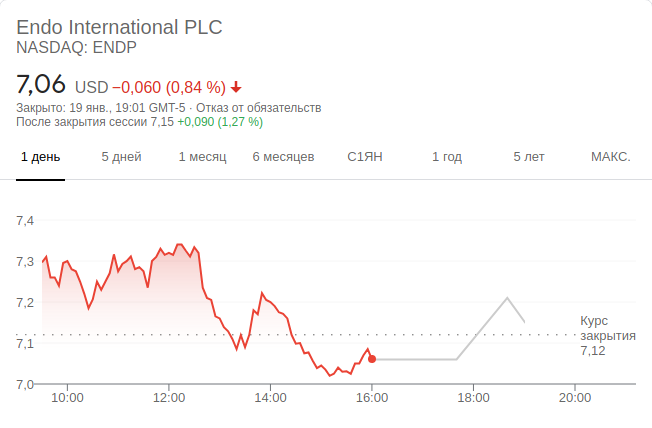 Endo International PLC
NASDAQ: ENDP
7,06 USD −0,060 (0,84 %)
Закрыто: 19 янв., 19:01 GMT-5 · Отказ от обязательств
После закрытия сессии 7,15 +0,090 (1,27 %)
1 день 5 дней 1 месяц 6 месяцев С1ЯН 1 год 5 лет МАКС.
7,4
7,3
7,2
7,1
7,0
Курс
закрытия
7,12
10:00 12:00 14:00 16:00 18:00 20:00